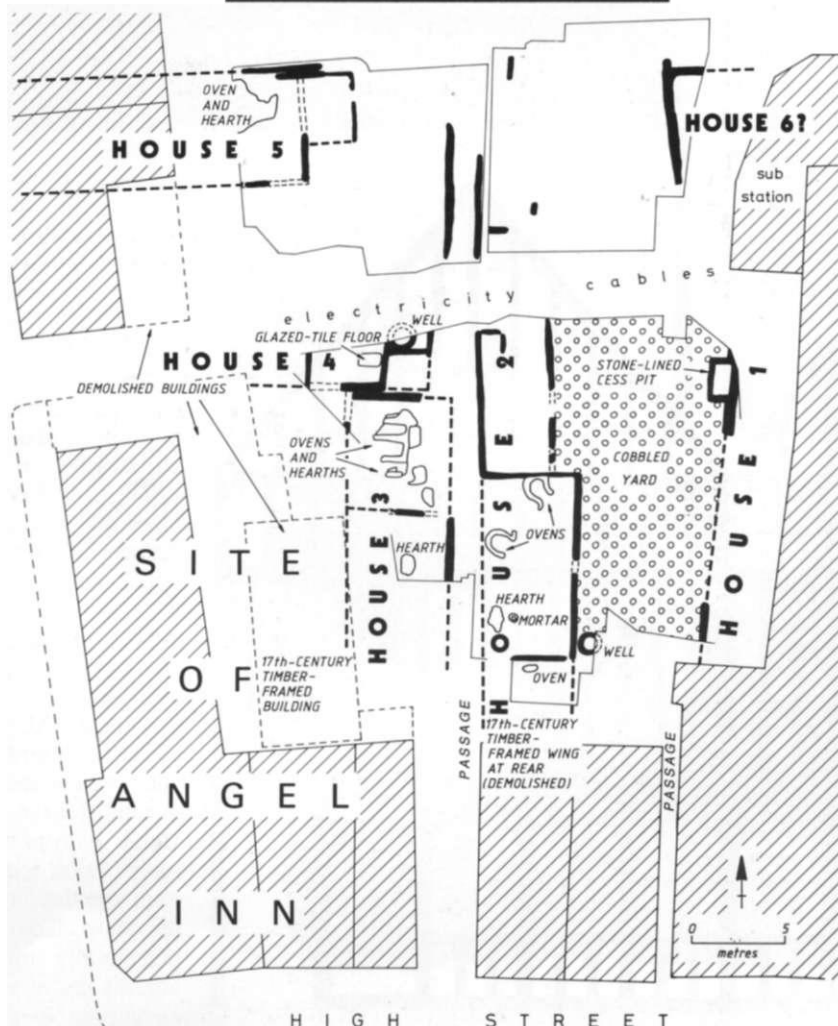 OVEN
AND
HEARTH
HOUSE 5
HOUSE 6?
sub
station
electricity cables
WELL
GLAZED-TILE FLOOR
HOUSE 4
DEMOLISHED BUILDINGS
STONE-LINED
CESS PIT
OVENS
AND
HEARTHS
COBBLED
YARD
HOUSE 1
HOUSE 2
OVENS
HOUSE 3
HEARTH
HEARTH
MORTAR
WELL
OVEN
SITE
OF
17th-CENTURY
TIMBER-
FRAMED
BUILDING
17th-CENTURY
TIMBER-
FRAMED WING
AT REAR
(DEMOLISHED)
PASSAGE
PASSAGE
ANGEL
INN
0 5
metres
HIGH STREET